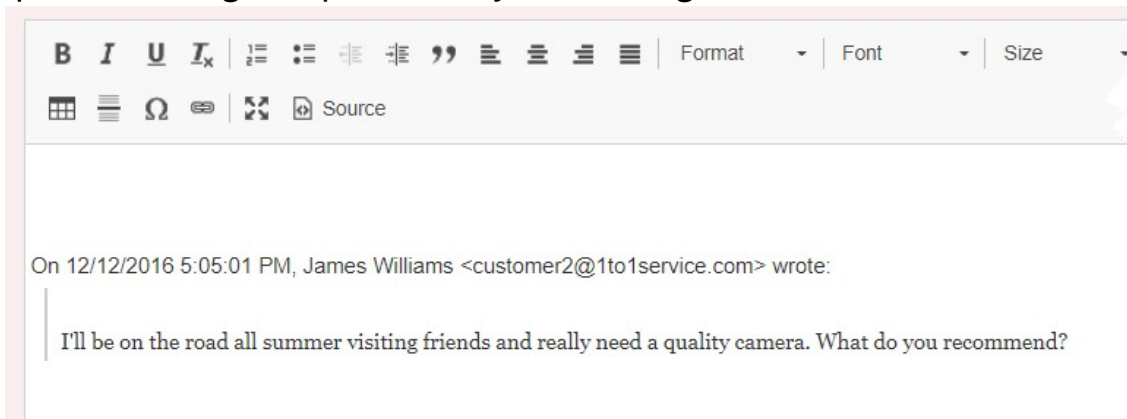 B I U Tx Format Font Size
Ω Source
On 12/12/2016 5:05:01 PM, James Williams <customer2@1to1service.com> wrote:
I'll be on the road all summer visiting friends and really need a quality camera. What do you recommend?